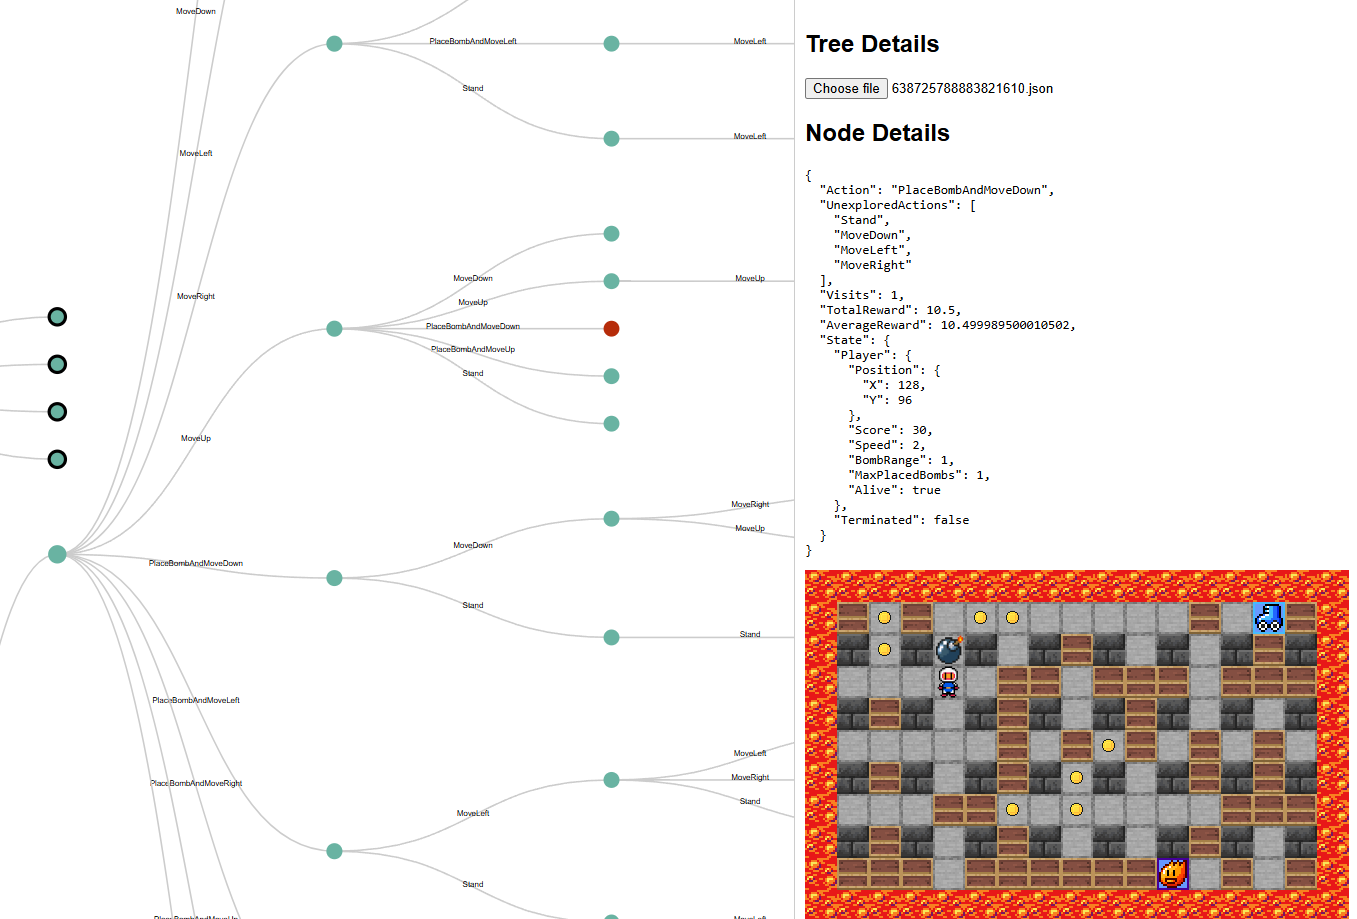 MoveDown
PlaceBombAndMoveLeft
MoveLeft
Stand
MoveLeft
MoveLeft
MoveDown
MoveUp
MoveRight
MoveUp
PlaceBombAndMoveDown
PlaceBombAndMoveUp
Stand
MoveUp
MoveRight
MoveUp
MoveDown
PlaceBombAndMoveDown
Stand
Stand
PlaceBombAndMoveLeft
MoveLeft
MoveRight
PlaceBombAndMoveRight
Stand
MoveLeft
Stand
PlaceBombAndMoveUp
MoveLeft
Tree Details
Choose file 638725788883821610.json
Node Details
{
"Action": "PlaceBombAndMoveDown",
"UnexploredActions": [
"Stand",
"MoveDown",
"MoveLeft",
"MoveRight"
],
"Visits": 1,
"TotalReward": 10.5,
"AverageReward": 10.499989500010502,
"State": {
"Player": {
"Position": {
"X": 128,
"Y": 96
},
"Score": 30,
"Speed": 2,
"BombRange": 1,
"MaxPlacedBombs": 1,
"Alive": true
},
"Terminated": false
}
}